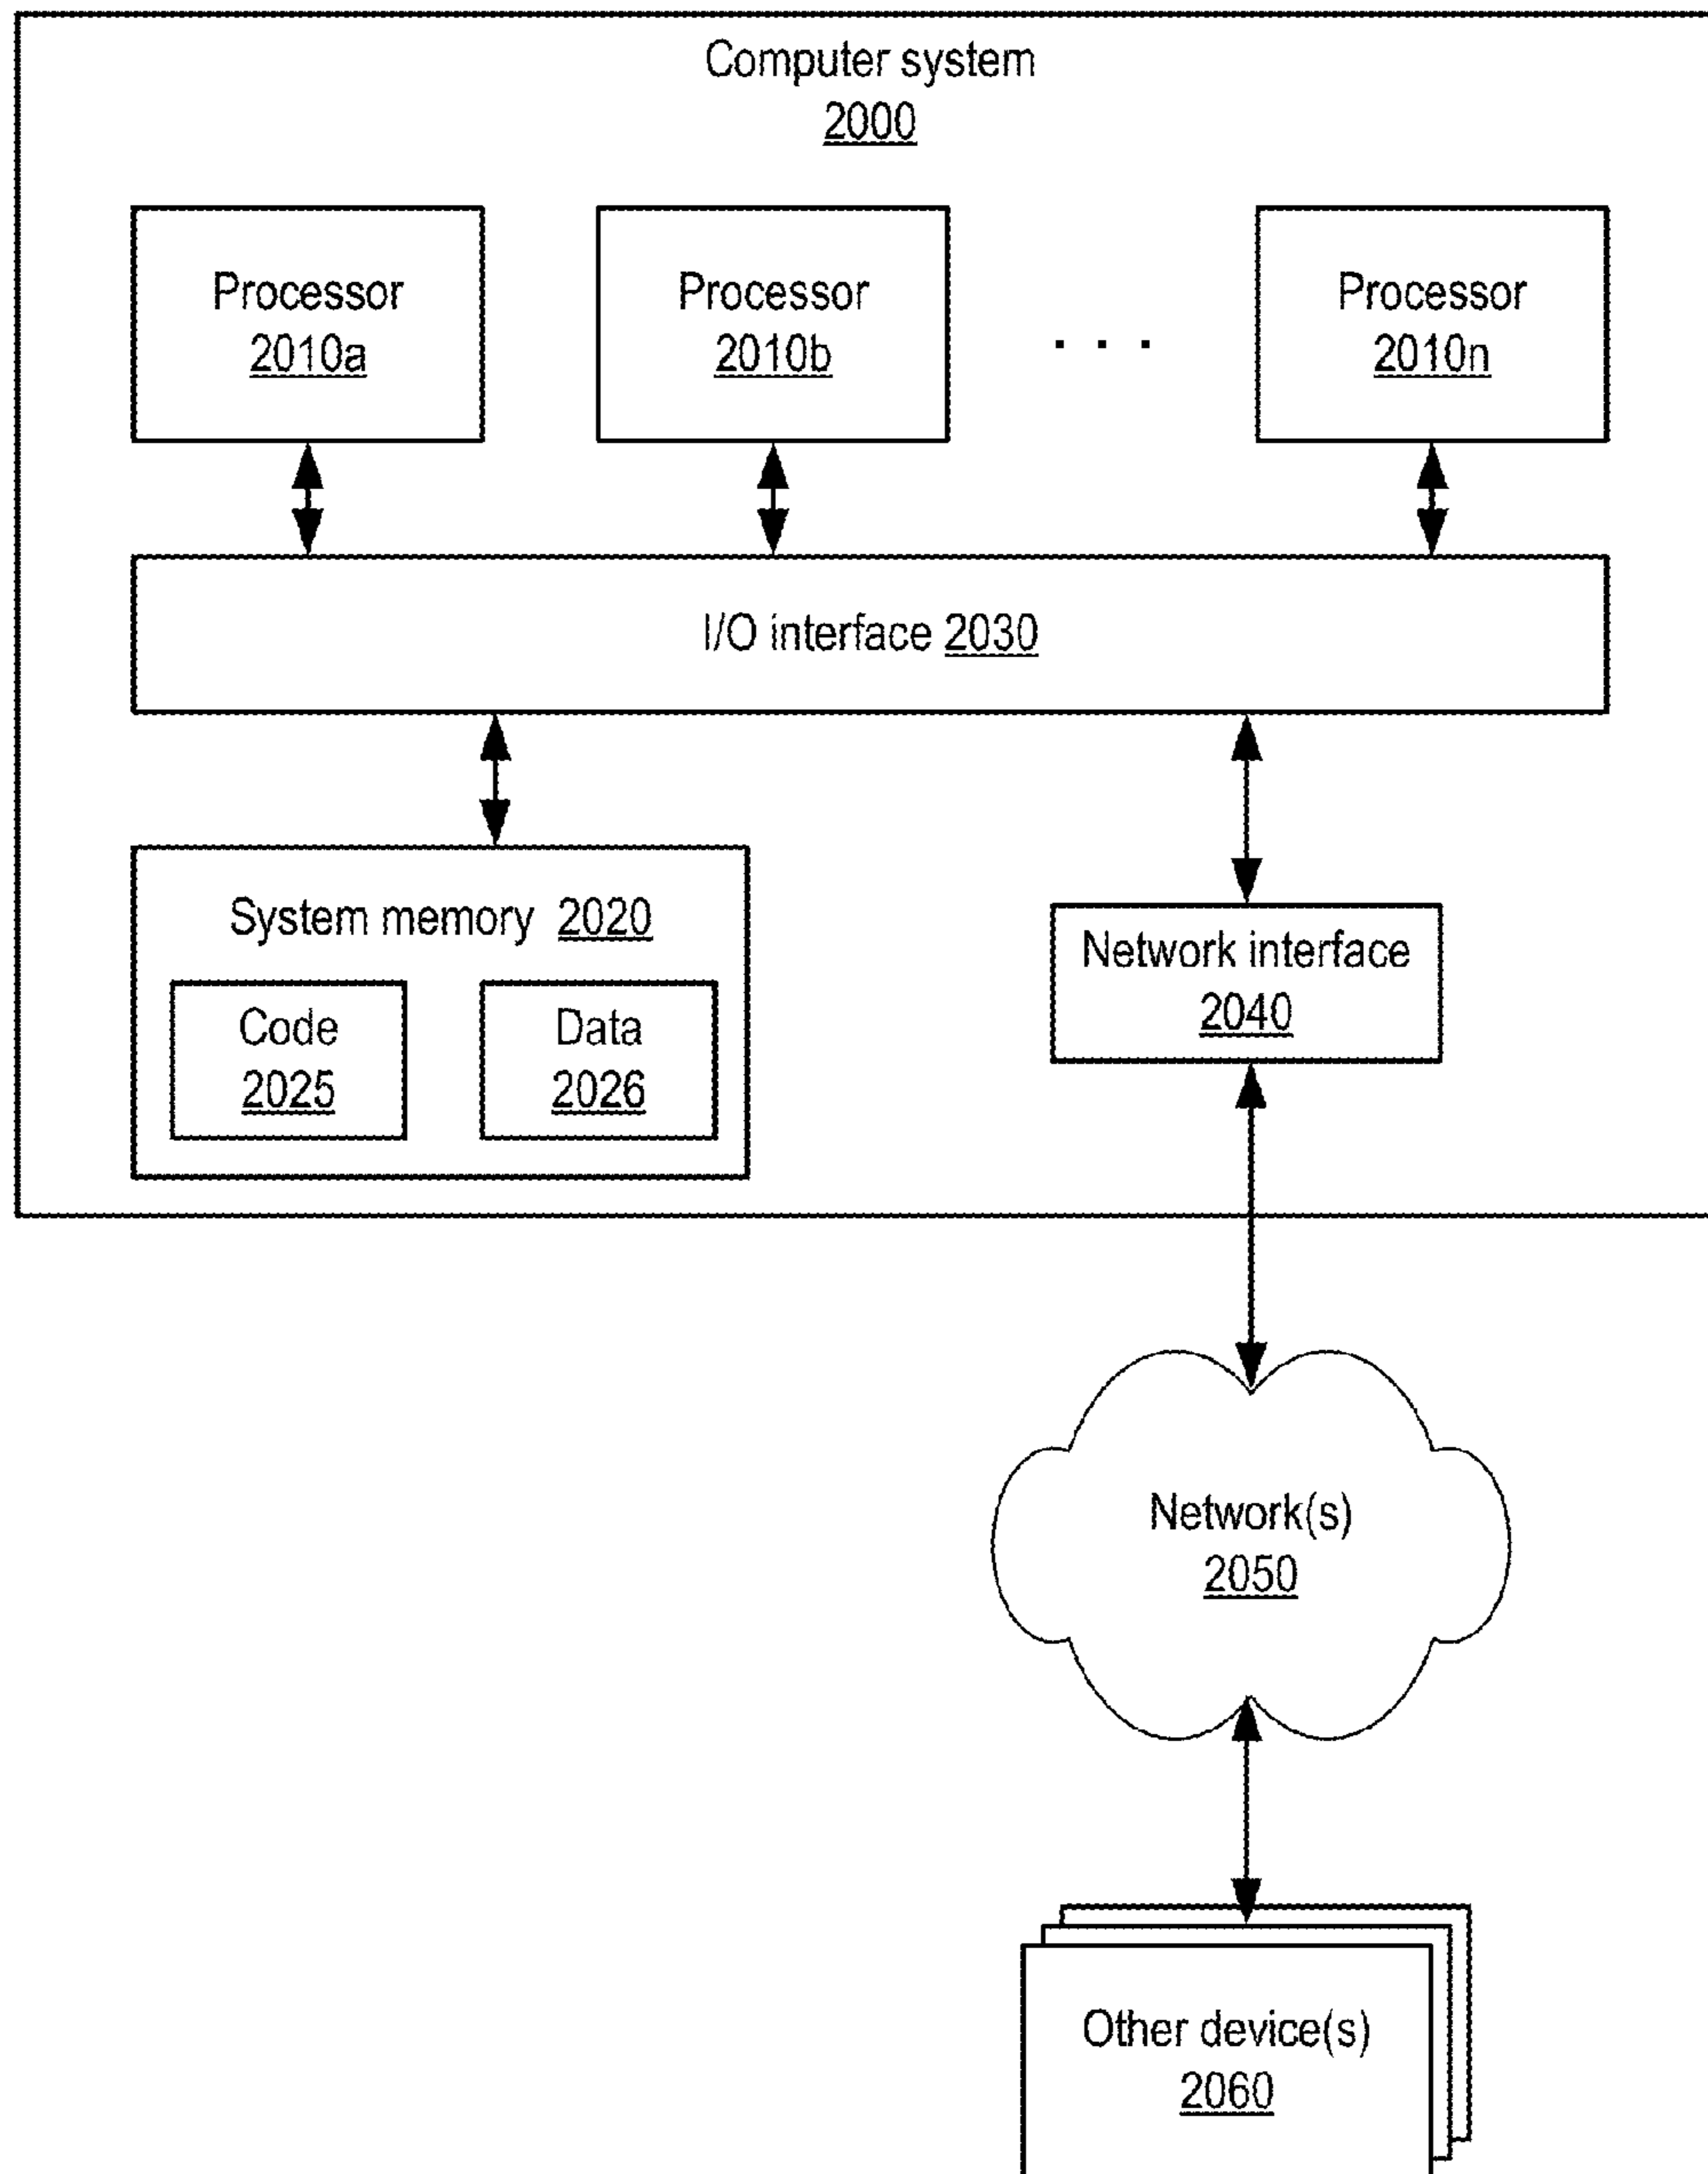 Computer system
2000
Processor
2010a
Processor
2010b
. . .
Processor
2010n
I/O interface 2030
System memory 2020
Code
2025
Data
2026
Network interface
2040
Network(s)
2050
Other device(s)
2060